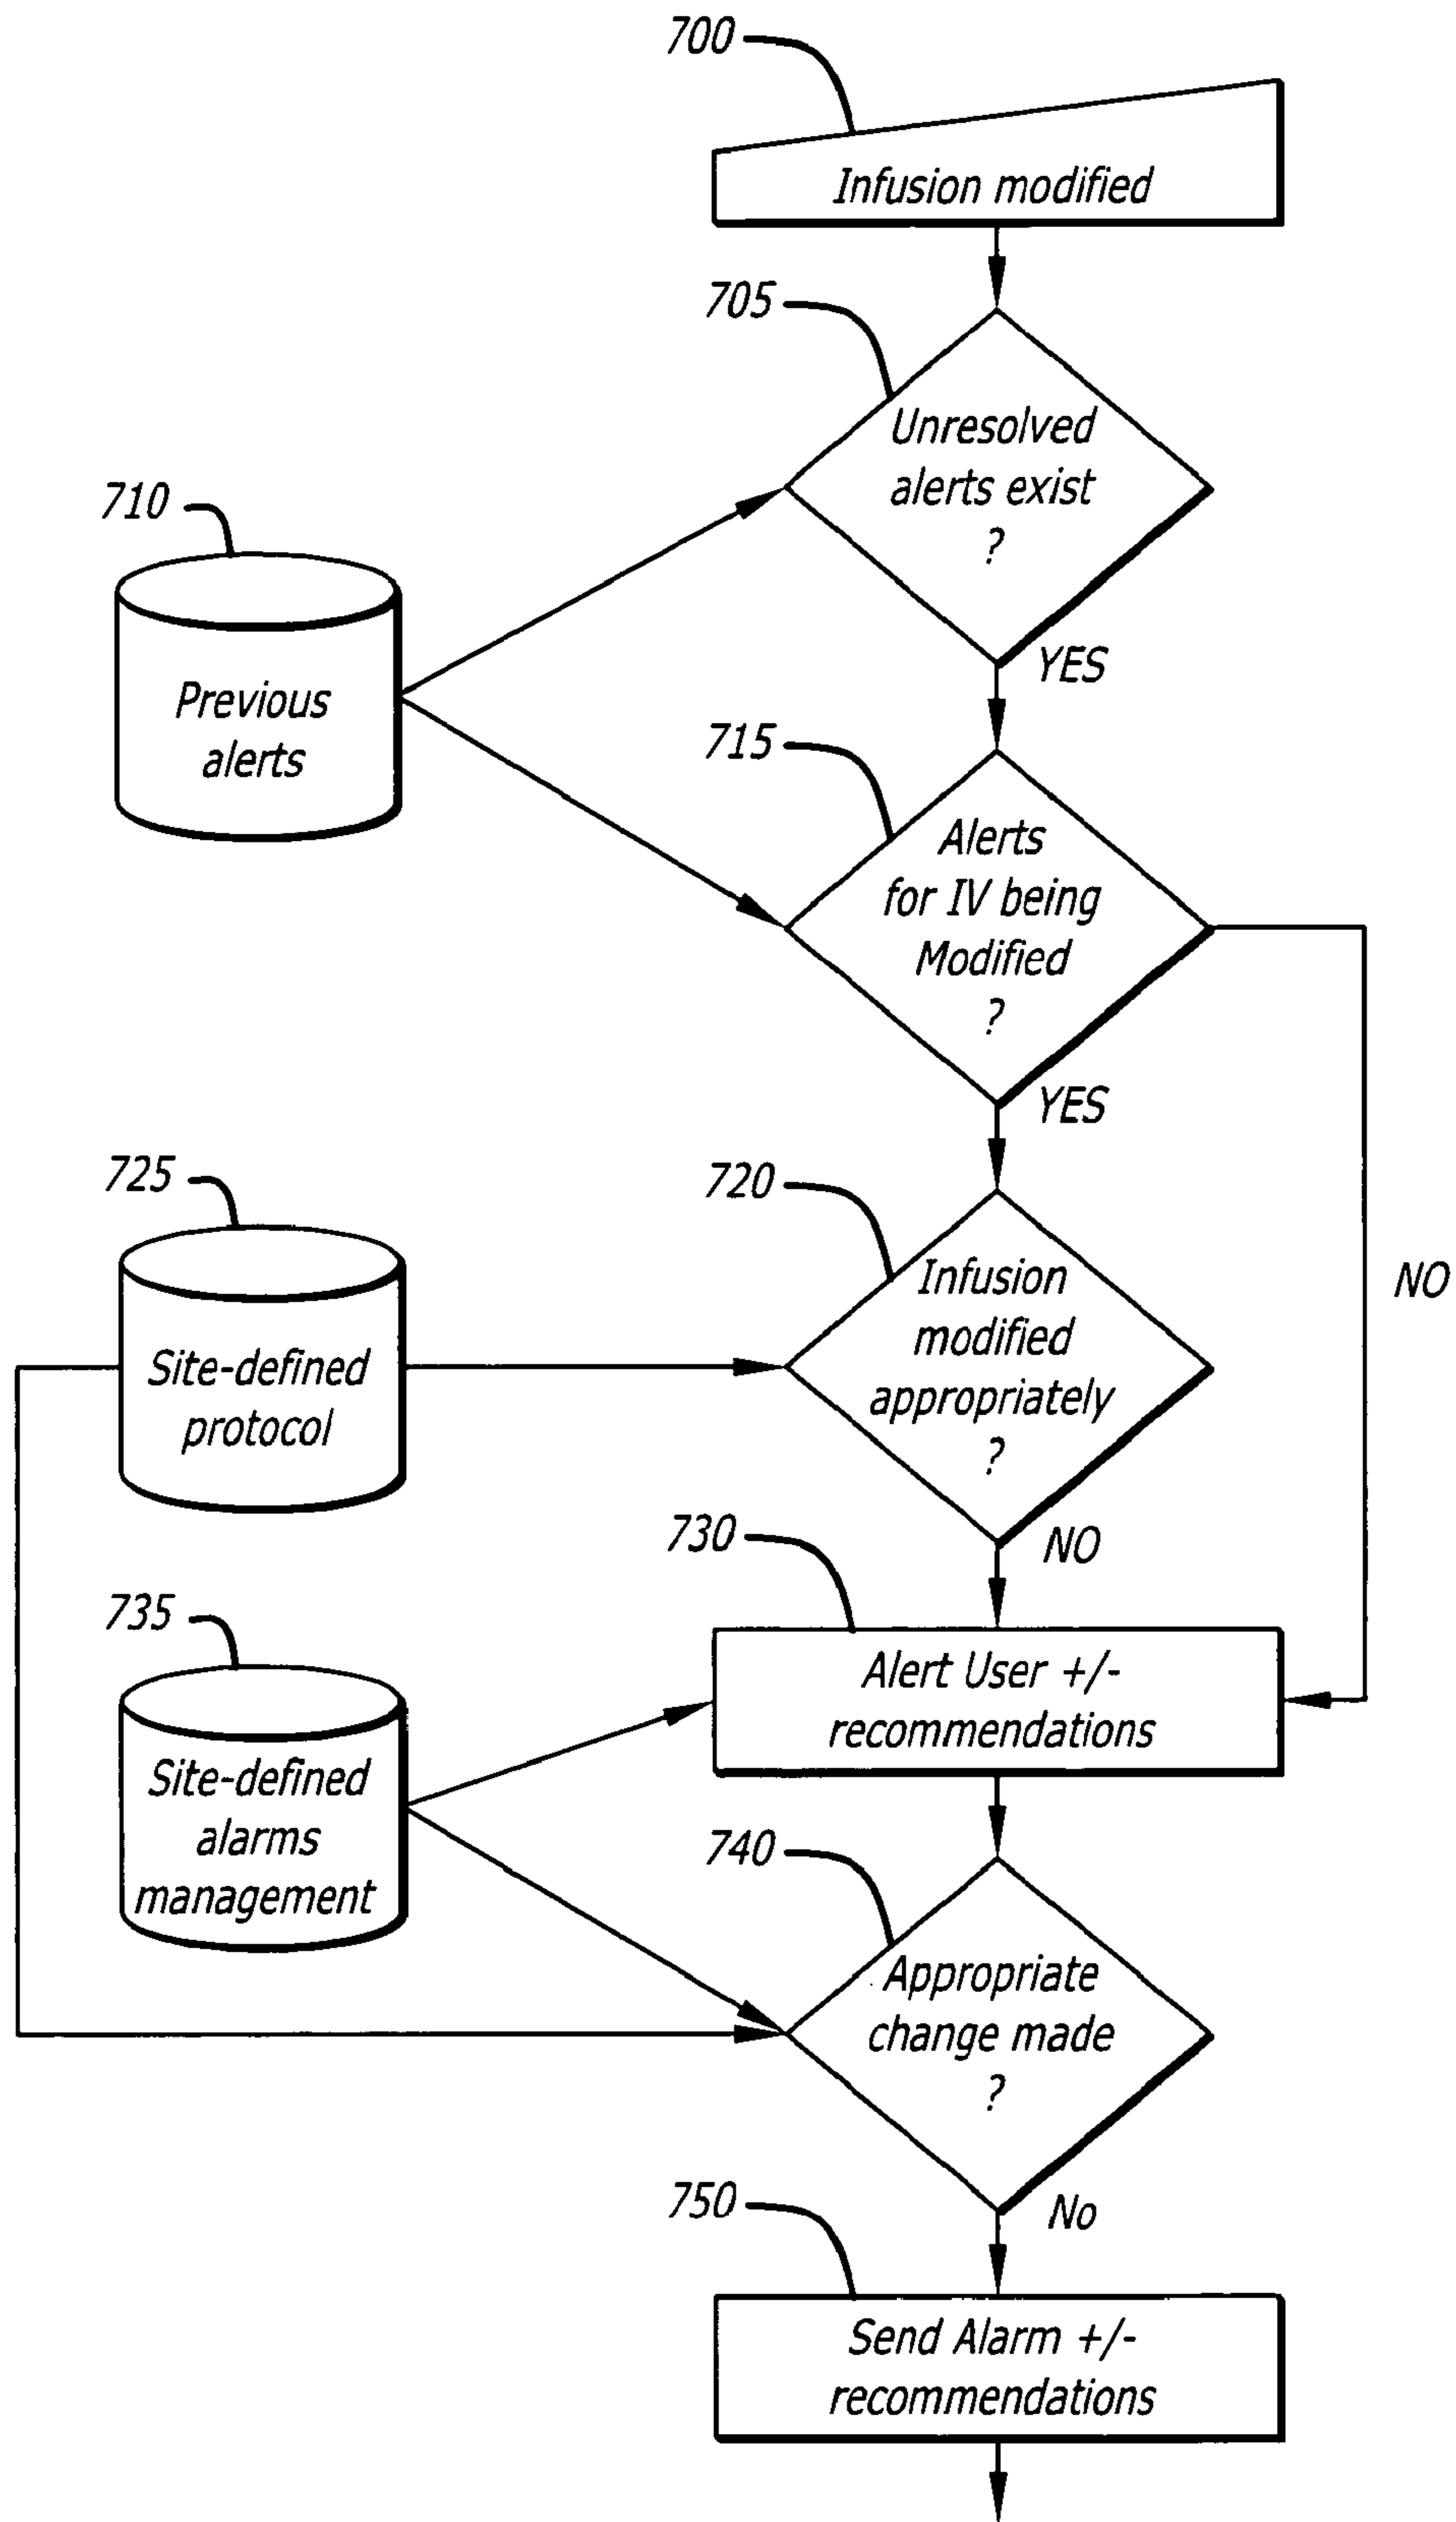 700
Infusion modified
705
Unresolved
alerts exist
?
710
YES
Previous
alerts
715
Alerts
for IV being
Modified
?
YES
725
720
Infusion
modified
appropriately
?
NO
Site-defined
protocol
730
NO
735
Alert User +/-
recommendations
Site-defined
alarms
management
740
Appropriate
change made
?
750
No
Send Alarm +/-
recommendations